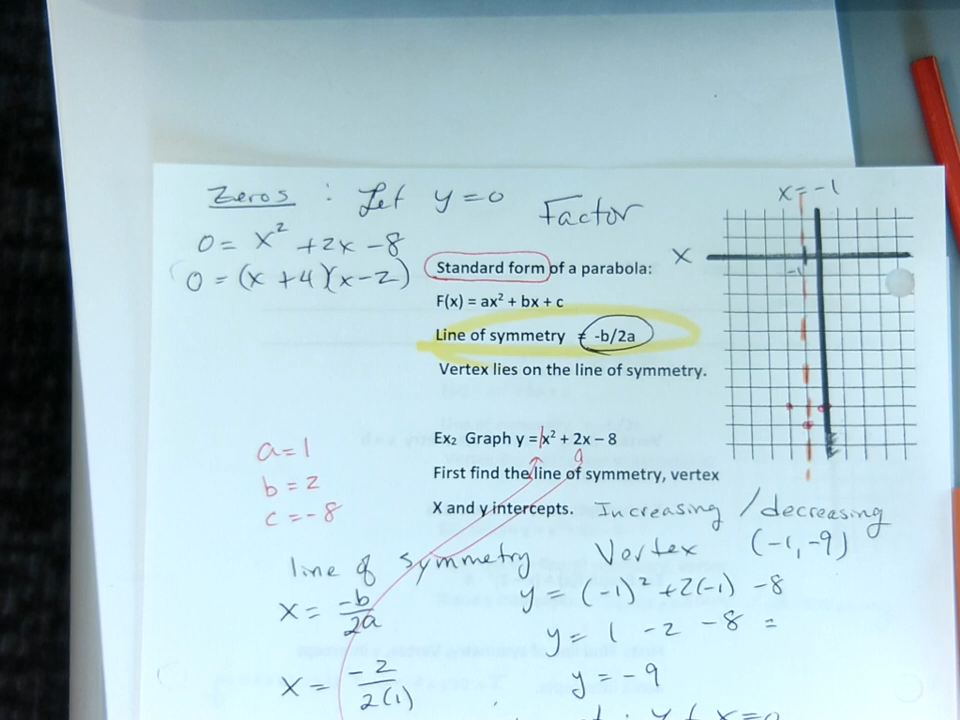 Zeros : Let y=0 Factor
0 = x² + 2x - 8
0 = (x + 4)(x - 2)
x = -1
X
-1
Standard form of a parabola:
F(x) = ax² + bx + c
Line of symmetry = -b/2a
Vertex lies on the line of symmetry.
Ex₂ Graph y = 1x² + 2x – 8
First find the line of symmetry, vertex
X and y intercepts. Increasing / decreasing
a = 1
b = 2
c = -8
line of symmetry
x = -b/2a
x = -2/2(1)
Vertex (-1, -9)
y = (-1)² + 2(-1) - 8
y = 1 - 2 - 8 =
y = -9
x=0